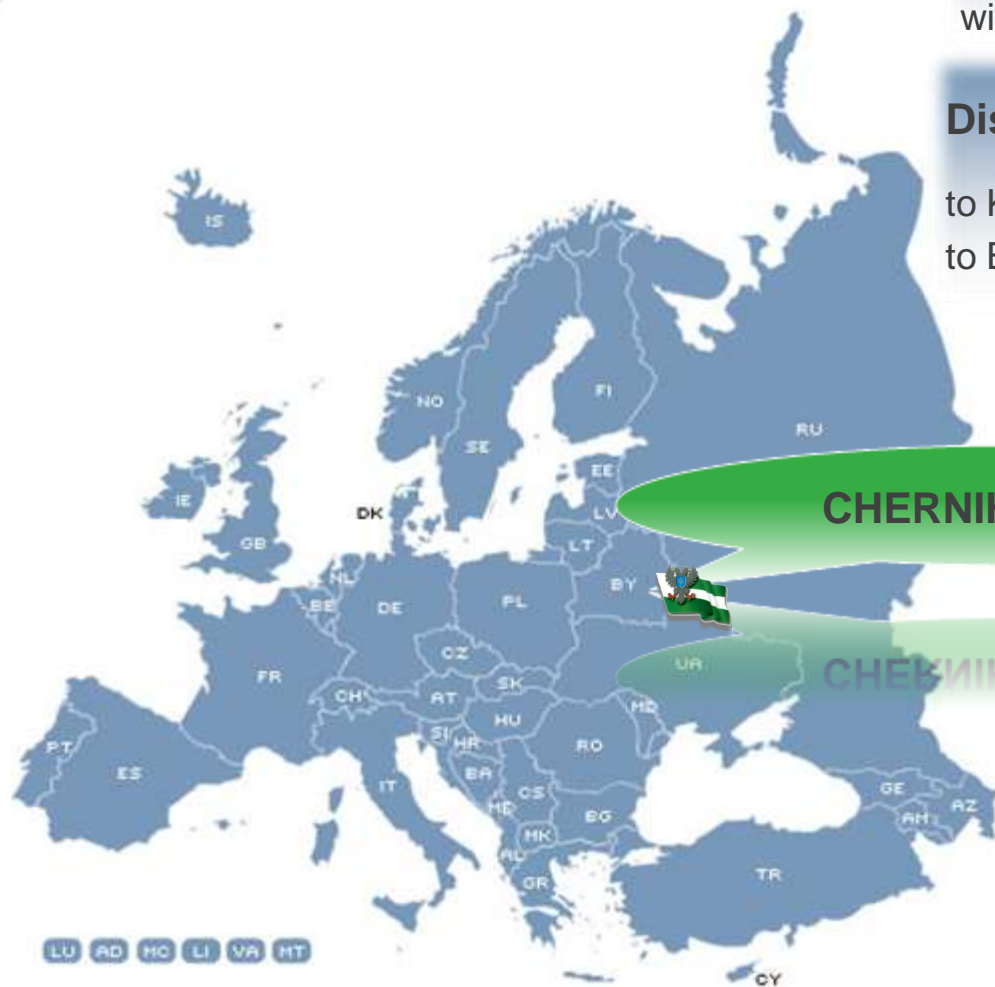 wi
Dis
to K
to E
IS
NO
SE
FI
RU
EE
LV
LT
IE
GB
DK
NL
BE
DE
PL
BY
CHERNI
CZ
SK
UA
FR
CH
AT
HU
MD
SI
HR
RO
PT
ES
IT
BA
CS
ME
BG
MK
AL
GR
GE
AM
AZ
TR
LU AD MC LI VA MT
CY